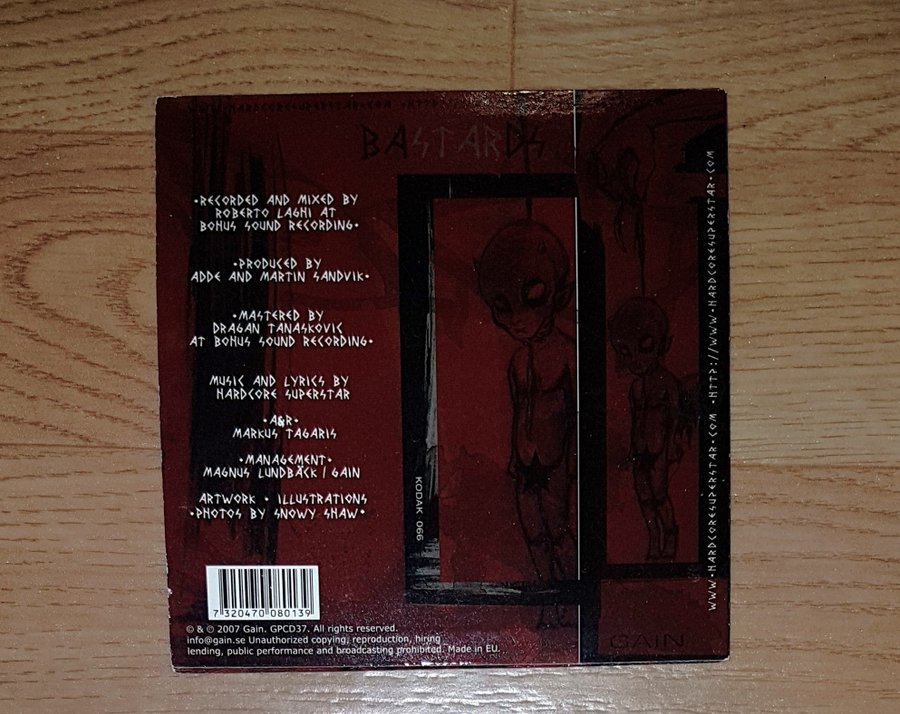 BASTARDS
•RECORDED AND MIXED BY
ROBERTO LAGHI AT
BOHUS SOUND RECORDING•
•PRODUCED BY
ADDE AND MARTIN SANDVIK•
•MASTERED BY
DRAGAN TANASKOVIC
AT BOHUS SOUND RECORDING•
MUSIC AND LYRICS BY
HARDCORE SUPERSTAR
•A&R•
MARKUS TAGARIS
•MANAGEMENT•
MAGNUS LUNDBÄCK / GAIN
ARTWORK • ILLUSTRATIONS
•PHOTOS BY SNOWY SHAW•
KODAK 066
WWW.HARDCORESUPERSTAR.COM •HTTP://WWW.HARDCORESUPERSTAR.COM
7 320470 080139
© & © 2007 Gain. GPCD37. All rights reserved.
info@gain.se Unauthorized copying, reproduction, hiring
lending, public performance and broadcasting prohibited. Made in EU.
GAIN